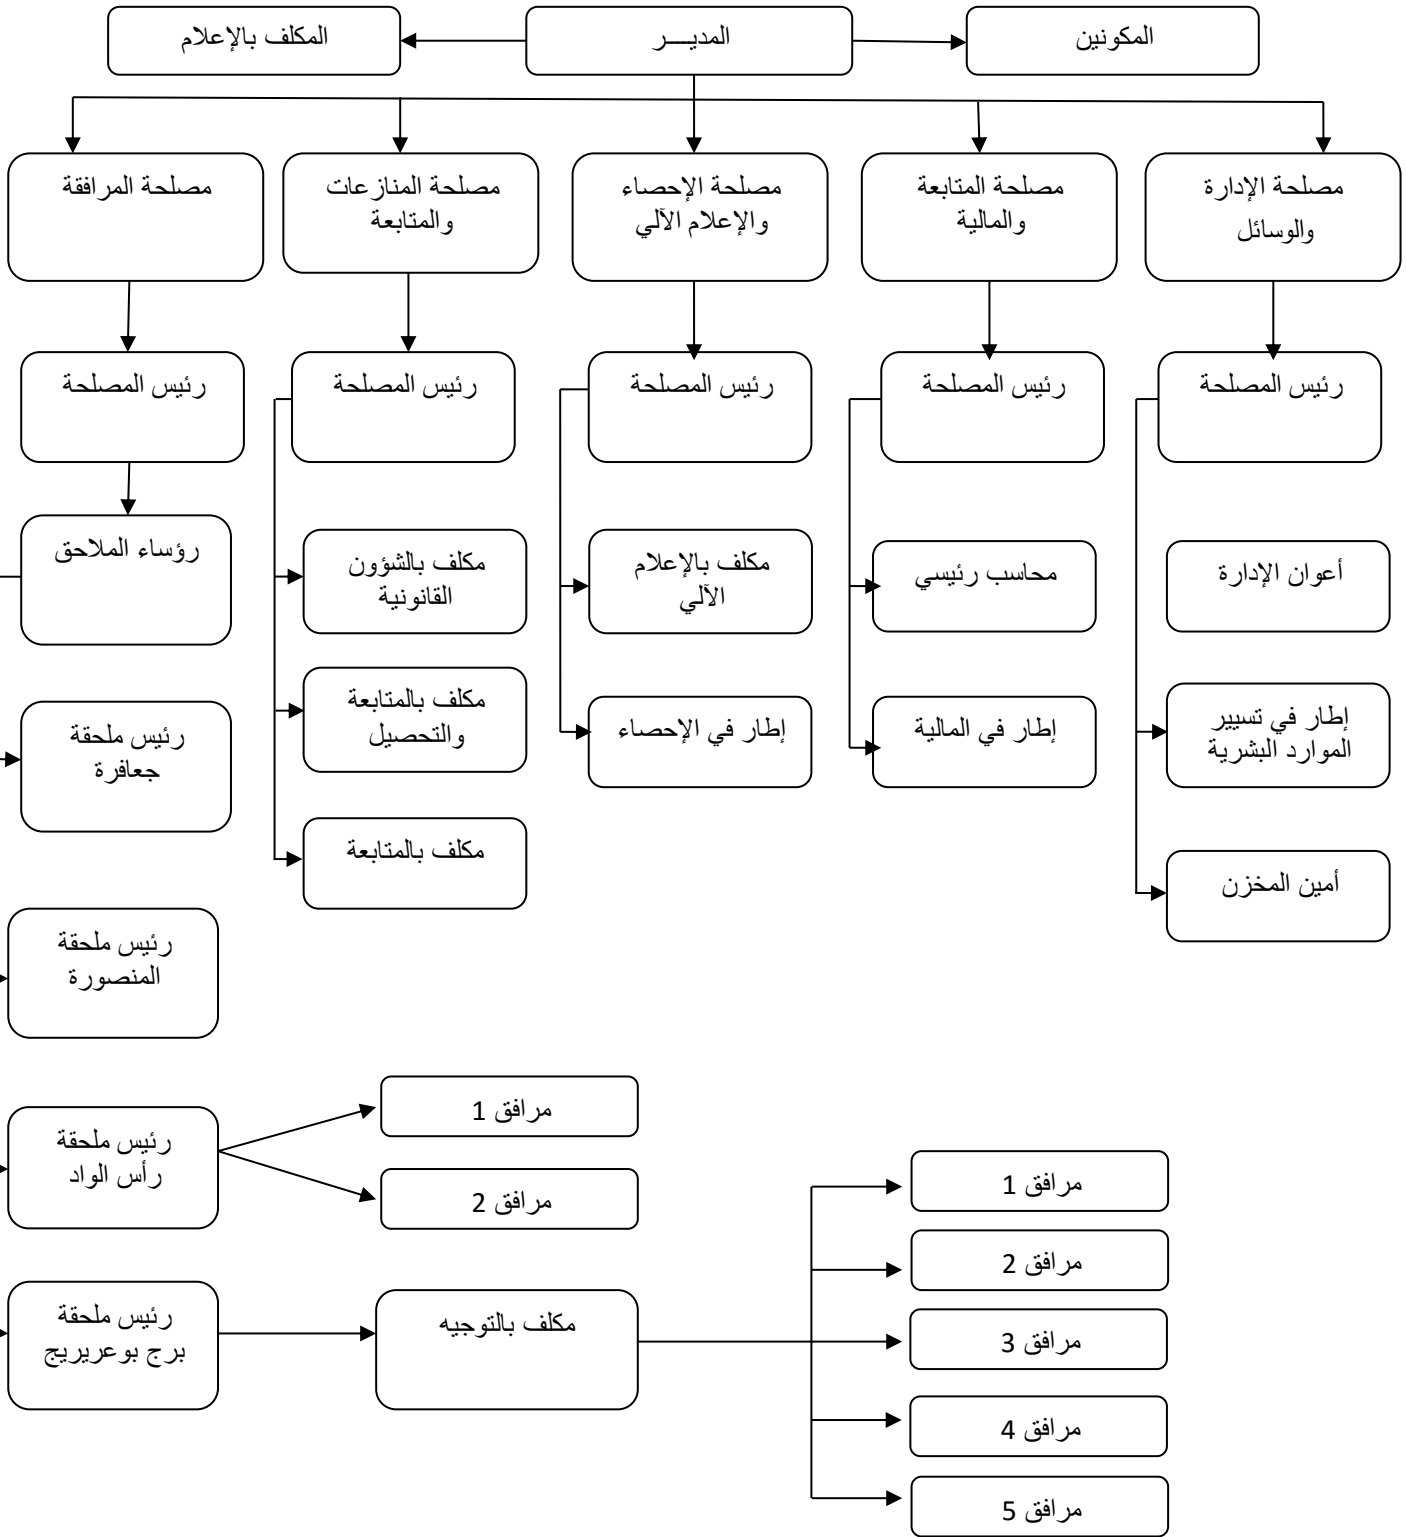 المكونين
المديـــر
المكلف بالإعلام
مصلحة الإدارة
والوسائل
مصلحة المتابعة
والمالية
مصلحة الإحصاء
والإعلام الآلي
مصلحة المنازعات
والمتابعة
مصلحة المرافقة
رئيس المصلحة
رئيس المصلحة
رئيس المصلحة
رئيس المصلحة
رئيس المصلحة
أعوان الإدارة
محاسب رئيسي
مكلف بالإعلام
الآلي
مكلف بالشؤون
القانونية
رؤساء الملاحق
إطار في تسيير
الموارد البشرية
إطار في المالية
إطار في الإحصاء
مكلف بالمتابعة
والتحصيل
رئيس ملحقة
جعافرة
أمين المخزن
مكلف بالمتابعة
رئيس ملحقة
المنصورة
رئيس ملحقة
رأس الواد
مرافق 1
مرافق 2
رئيس ملحقة
برج بوعريريج
مكلف بالتوجيه
مرافق 1
مرافق 2
مرافق 3
مرافق 4
مرافق 5